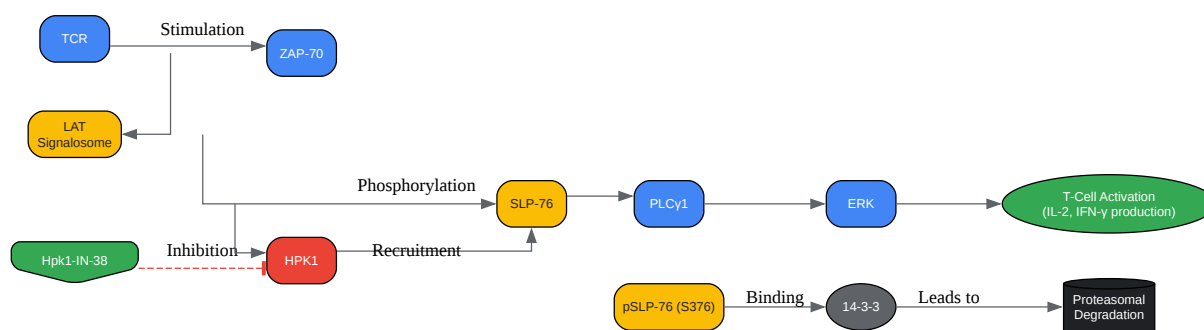 Stimulation
TCR
ZAP-70
LAT
Signalosome
Phosphorylation
SLP-76
PLCγ1
ERK
T-Cell Activation
(IL-2, IFN-γ production)
Hpk1-IN-38
Inhibition
HPK1
Recruitment
pSLP-76 (S376)
Binding
14-3-3
Leads to
Proteasomal
Degradation